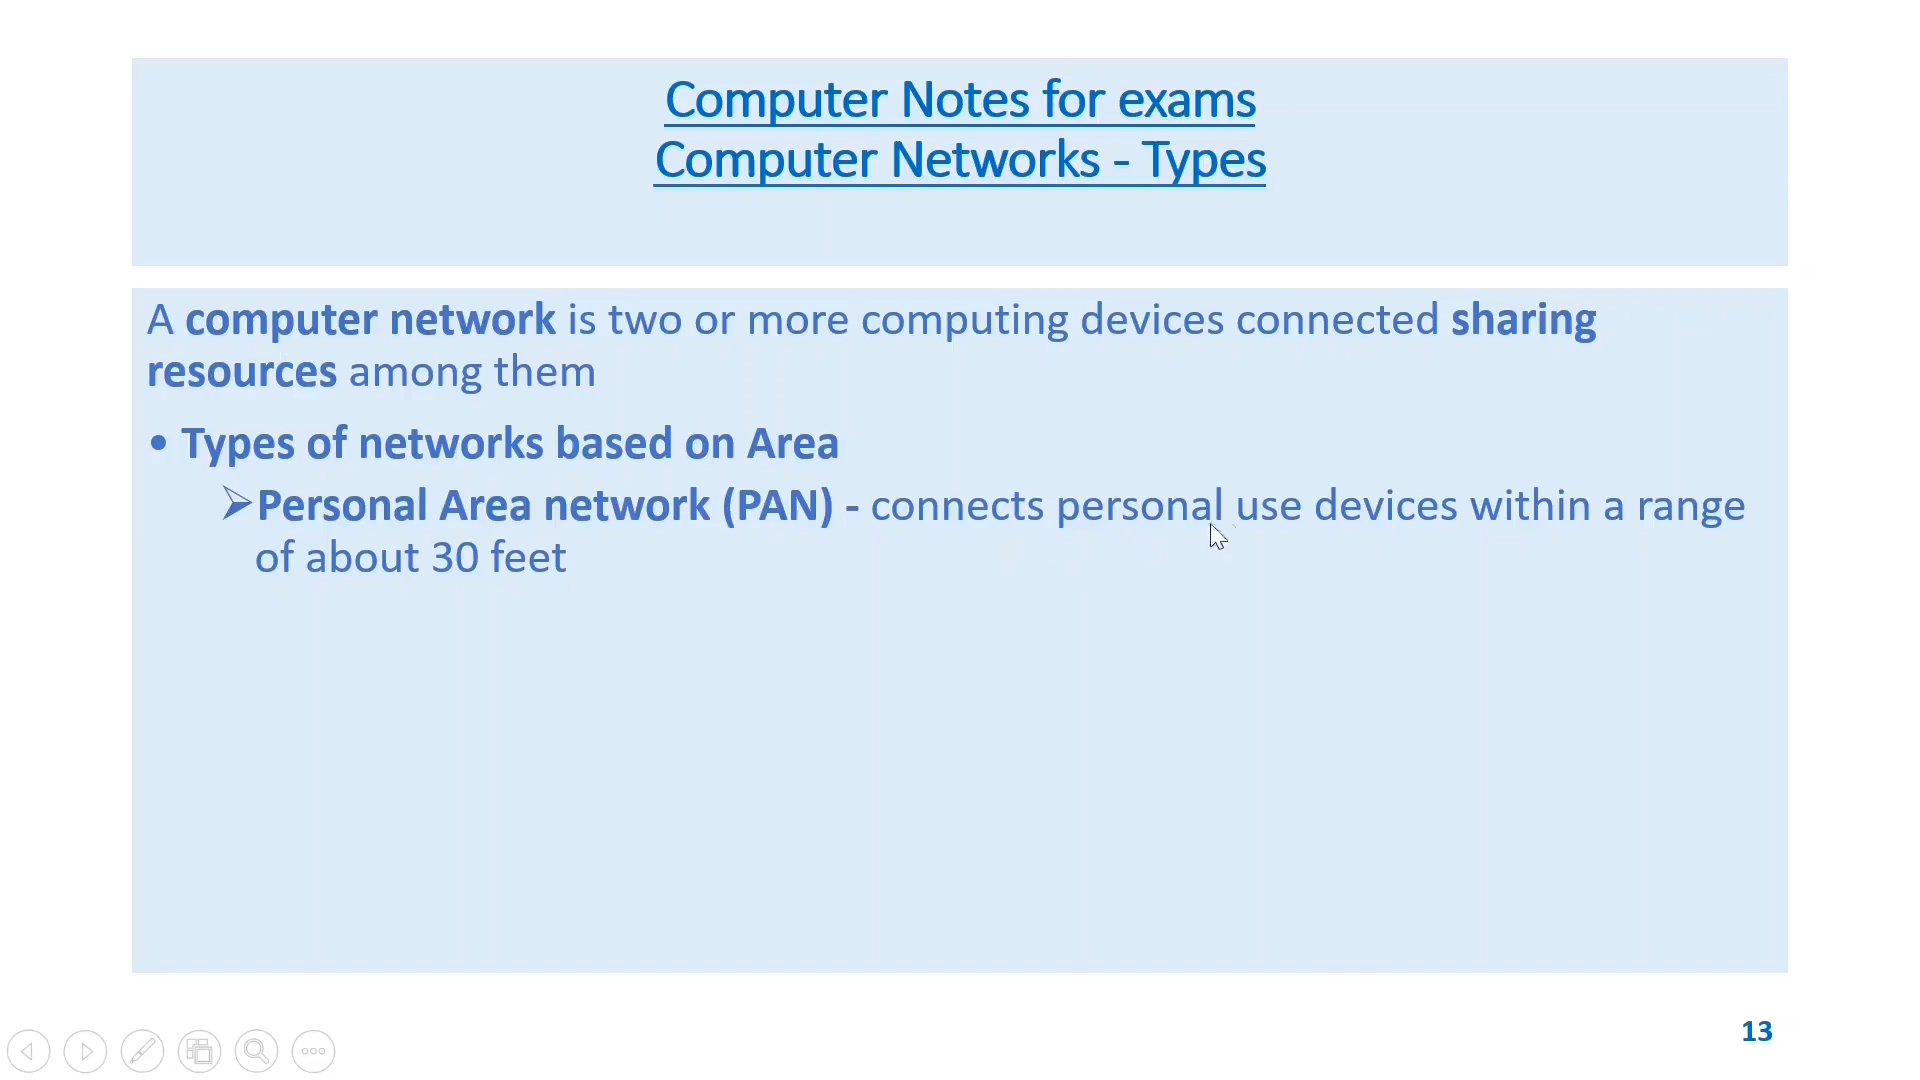 Computer Notes for exams
Computer Networks - Types
A computer network is two or more computing devices connected sharing
resources among them
• Types of networks based on Area
➢Personal Area network (PAN) - connects personal use devices within a range
of about 30 feet
13